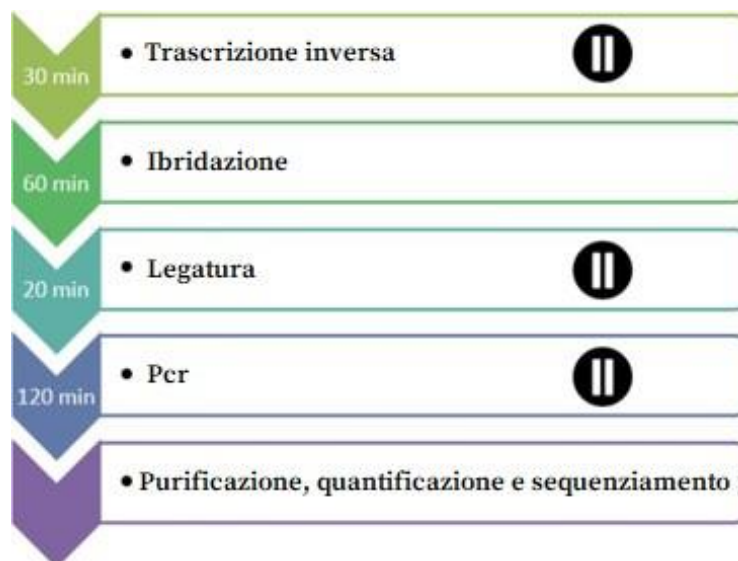 30 min
• Trascrizione inversa
60 min
• Ibridazione
20 min
• Legatura
120 min
• Pcr
• Purificazione, quantificazione e sequenziamento